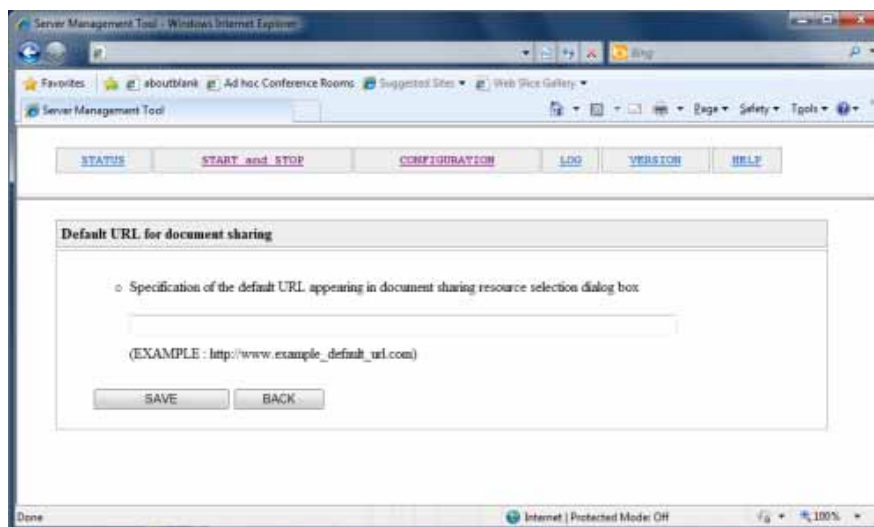 Server Management Tool - Windows Internet Explorer
Bing
Favorites aboutblank Ad hoc Conference Rooms Suggested Sites Web Slice Gallery
Server Management Tool Page Safety Tools
STATUS START and STOP CONFIGURATION LOG VERSION HELP
Default URL for document sharing
Specification of the default URL appearing in document sharing resource selection dialog box
(EXAMPLE : http://www.example_default_url.com)
SAVE BACK
Done Internet | Protected Mode: Off 100%